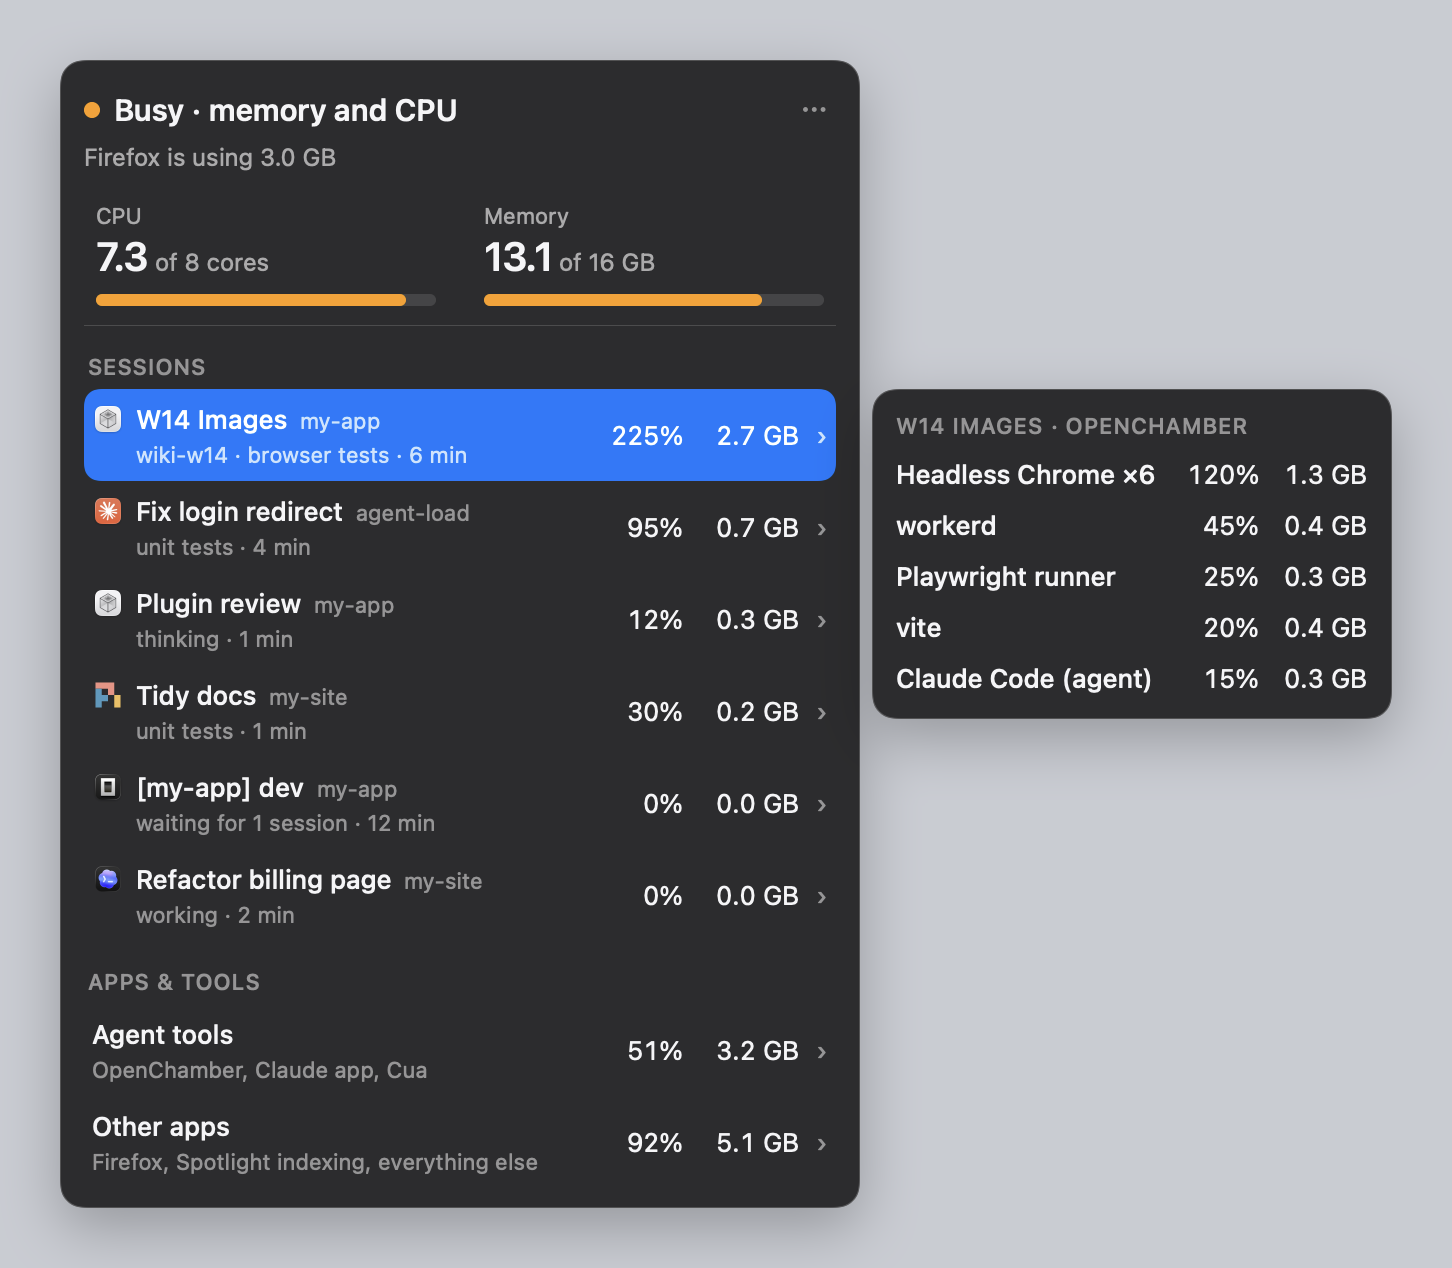 Busy · memory and CPU
Firefox is using 3.0 GB
CPU
7.3 of 8 cores
Memory
13.1 of 16 GB
SESSIONS
W14 Images my-app 225% 2.7 GB
wiki-w14 · browser tests · 6 min
Fix login redirect agent-load 95% 0.7 GB
unit tests · 4 min
Plugin review my-app 12% 0.3 GB
thinking · 1 min
Tidy docs my-site 30% 0.2 GB
unit tests · 1 min
[my-app] dev my-app 0% 0.0 GB
waiting for 1 session · 12 min
Refactor billing page my-site 0% 0.0 GB
working · 2 min
APPS & TOOLS
Agent tools 51% 3.2 GB
OpenChamber, Claude app, Cua
Other apps 92% 5.1 GB
Firefox, Spotlight indexing, everything else
W14 IMAGES · OPENCHAMBER
Headless Chrome ×6 120% 1.3 GB
workerd 45% 0.4 GB
Playwright runner 25% 0.3 GB
vite 20% 0.4 GB
Claude Code (agent) 15% 0.3 GB